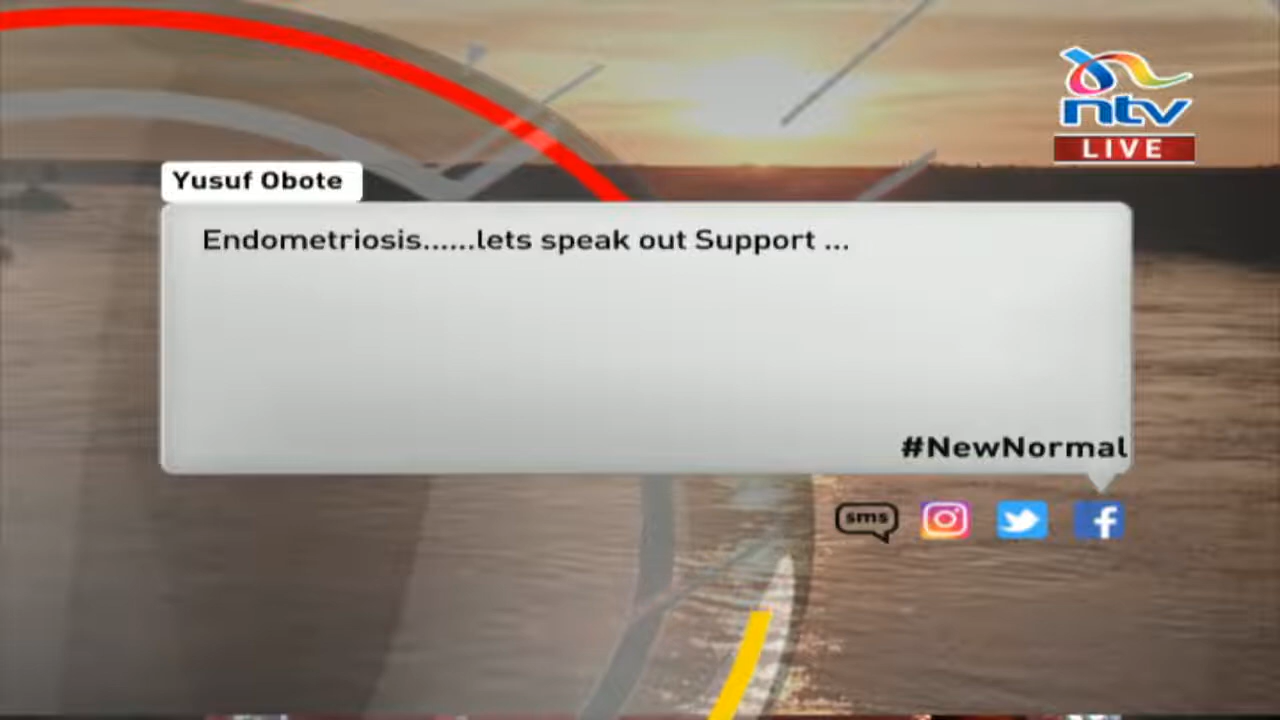 ntv
LIVE
Yusuf Obote
Endometriosis......lets speak out Support ...
#NewNormal
sms